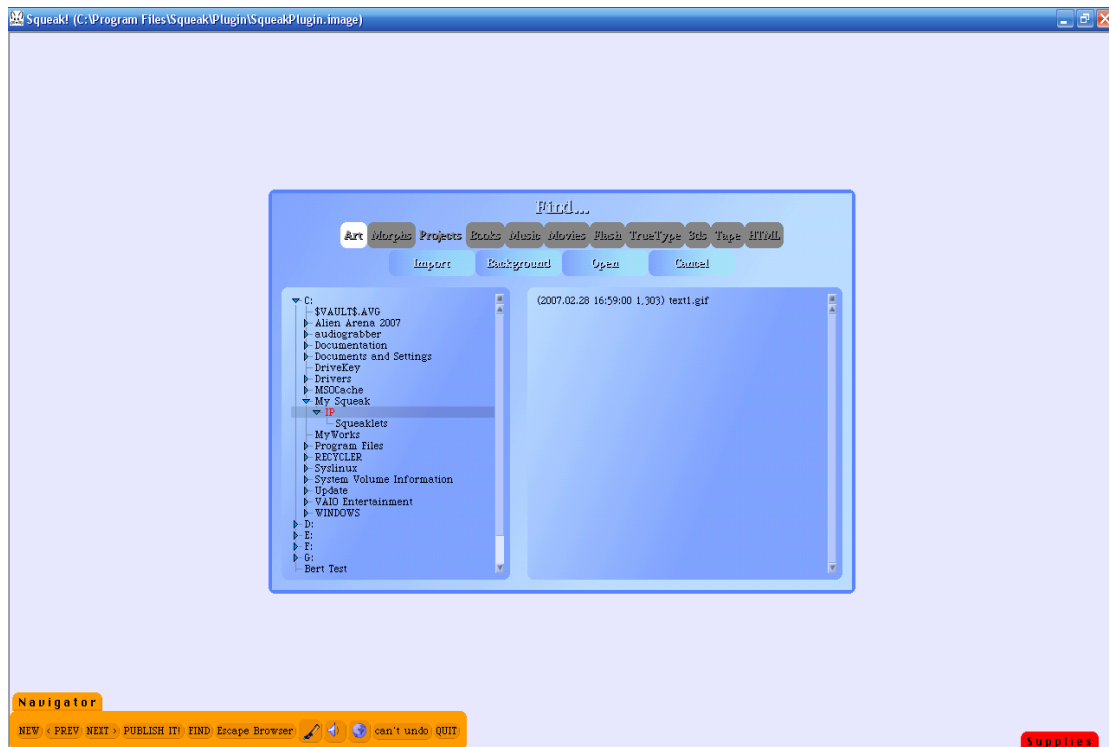 Squeak! (C:\Program Files\Squeak\Plugin\SqueakPlugin.image)
Find...
Art Morphs Projects Books Music Movies Flash TrueType 3ds Tape HTML
Import Background Open Cancel
C:
$VAULT$.AVG
Alien Arena 2007
audiograbber
Documentation
Documents and Settings
DriveKey
Drivers
MSOCache
My Squeak
IP
Squeaklets
MyWorks
Program Files
RECYCLER
Syslinux
System Volume Information
Update
VAIO Entertainment
WINDOWS
D:
E:
F:
G:
Bert Test
(2007.02.28 16:59:00 1,303) text1.gif
Navigator
NEW < PREV NEXT > PUBLISH IT! FIND Escape Browser can't undo QUIT
Supplies